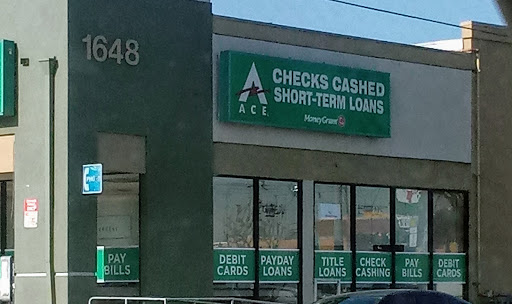 1648
CHECKS CASHED
SHORT-TERM LOANS
ACE
MoneyGram
PAY
BILLS
DEBIT
CARDS
PAYDAY
LOANS
TITLE
LOANS
CHECK
CASHING
PAY
BILLS
DEBIT
CARDS